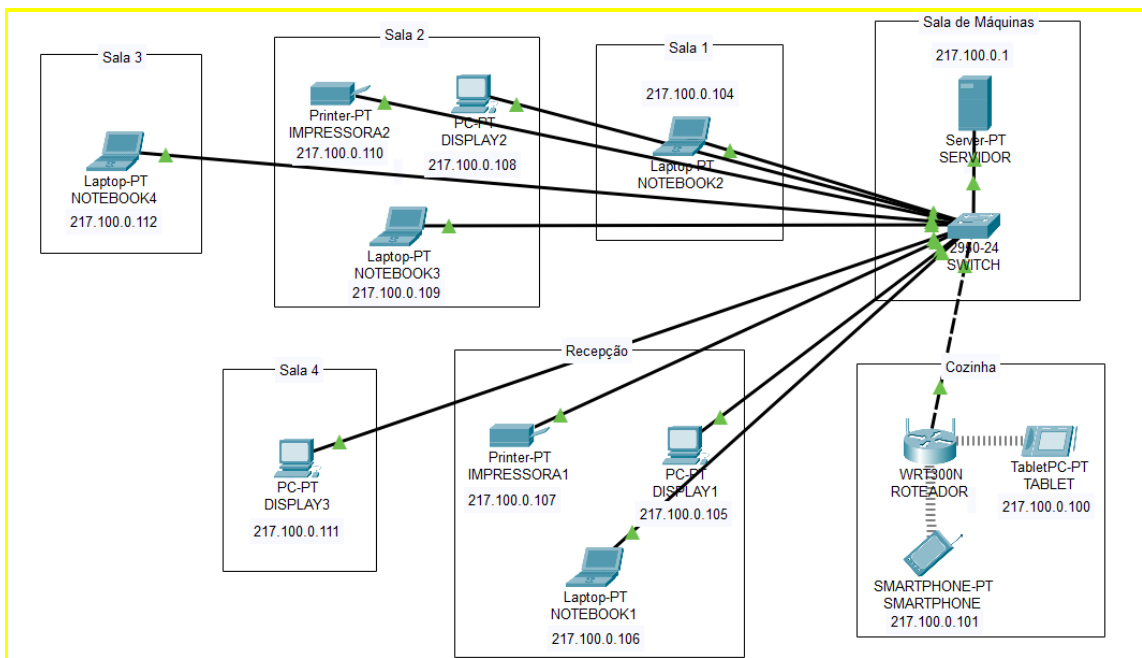 Sala 3
Laptop-PT
NOTEBOOK4
217.100.0.112
Sala 2
Printer-PT
IMPRESSORA2
217.100.0.110
PC-PT
DISPLAY2
217.100.0.108
Laptop-PT
NOTEBOOK3
217.100.0.109
Sala 1
217.100.0.104
Laptop-PT
NOTEBOOK2
Sala de Máquinas
217.100.0.1
Server-PT
SERVIDOR
2950-24
SWITCH
Sala 4
PC-PT
DISPLAY3
217.100.0.111
Recepção
Printer-PT
IMPRESSORA1
217.100.0.107
PC-PT
DISPLAY1
217.100.0.105
Laptop-PT
NOTEBOOK1
217.100.0.106
Cozinha
WRT300N
ROTEADOR
TabletPC-PT
TABLET
217.100.0.100
SMARTPHONE-PT
SMARTPHONE
217.100.0.101